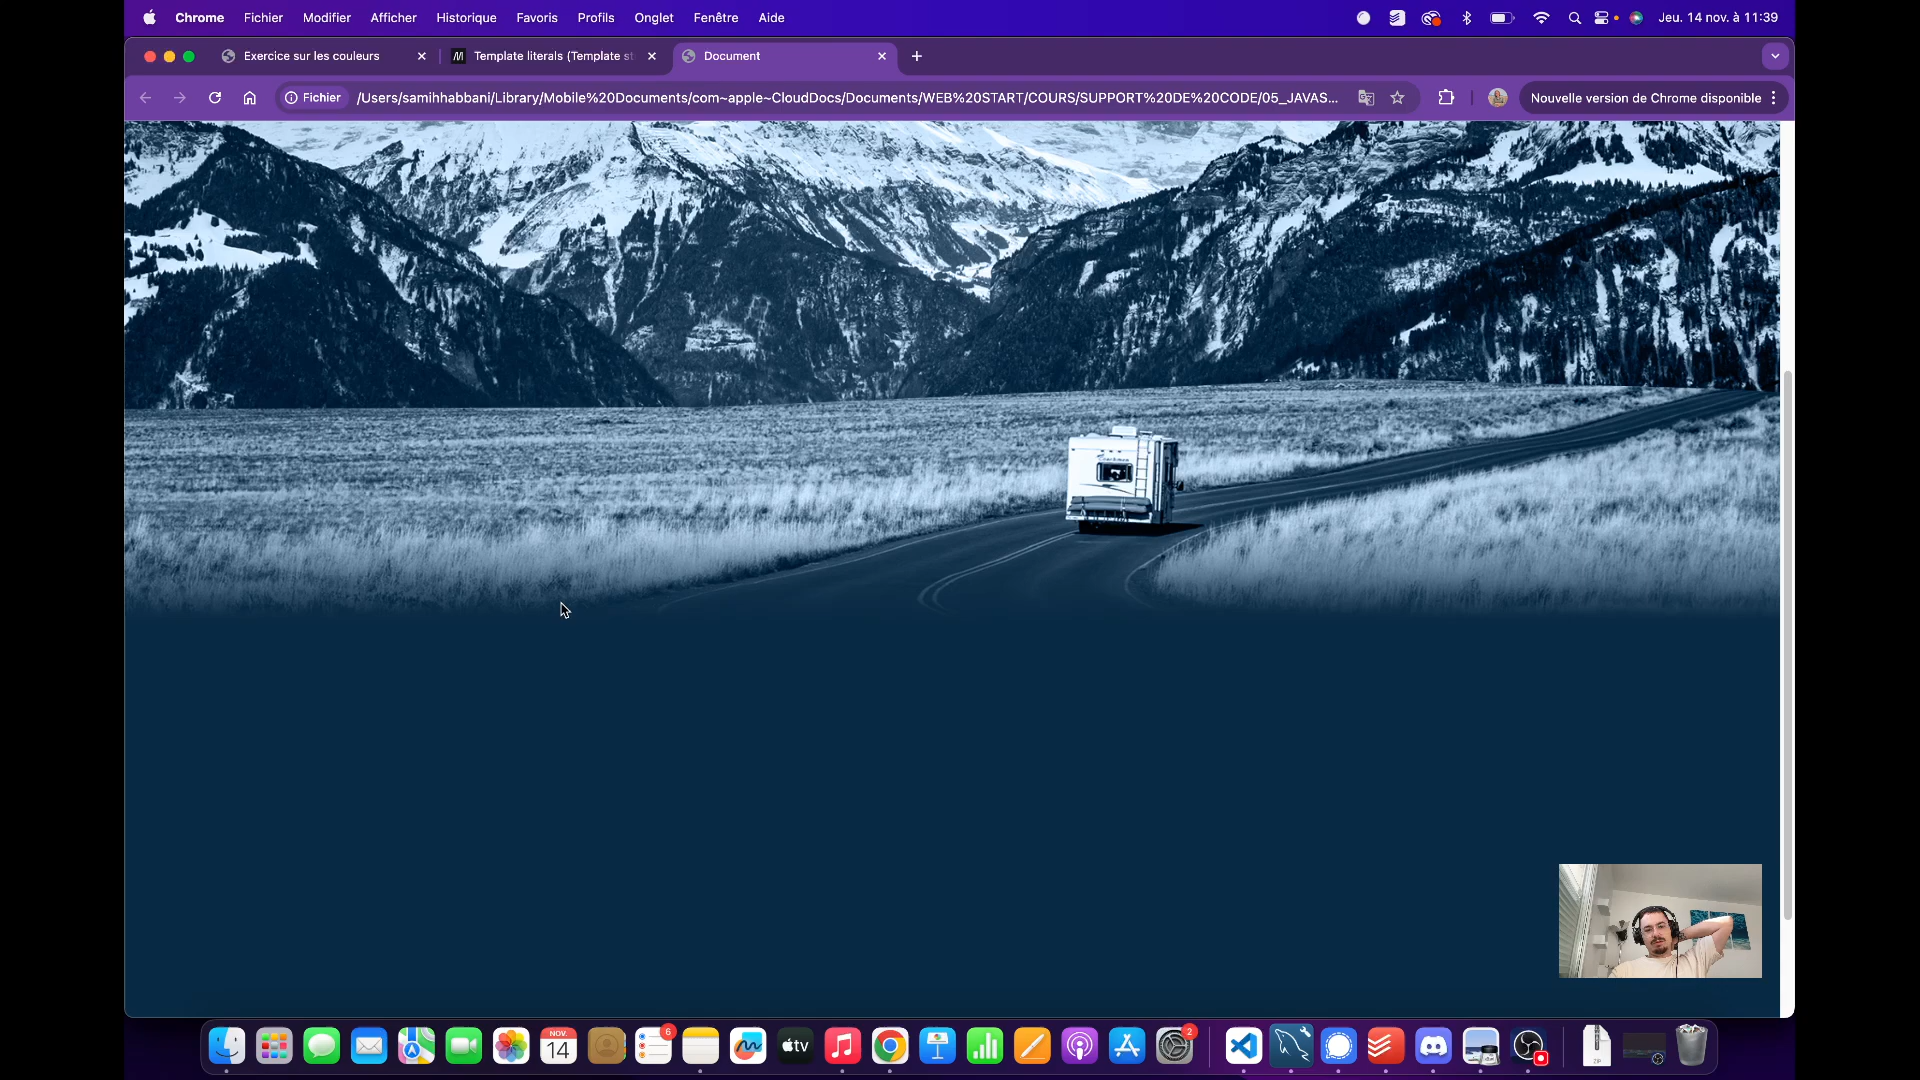 Chrome Fichier Modifier Afficher Historique Favoris Profils Onglet Fenêtre Aide Jeu. 14 nov. à 11:39
Exercice sur les couleurs Template literals (Template st Document
Fichier /Users/samihhabbani/Library/Mobile%20Documents/com~apple~CloudDocs/Documents/WEB%20START/COURS/SUPPORT%20DE%20CODE/05_JAVAS... Nouvelle version de Chrome disponible
NOV. 14 6 tv 2 ZIP